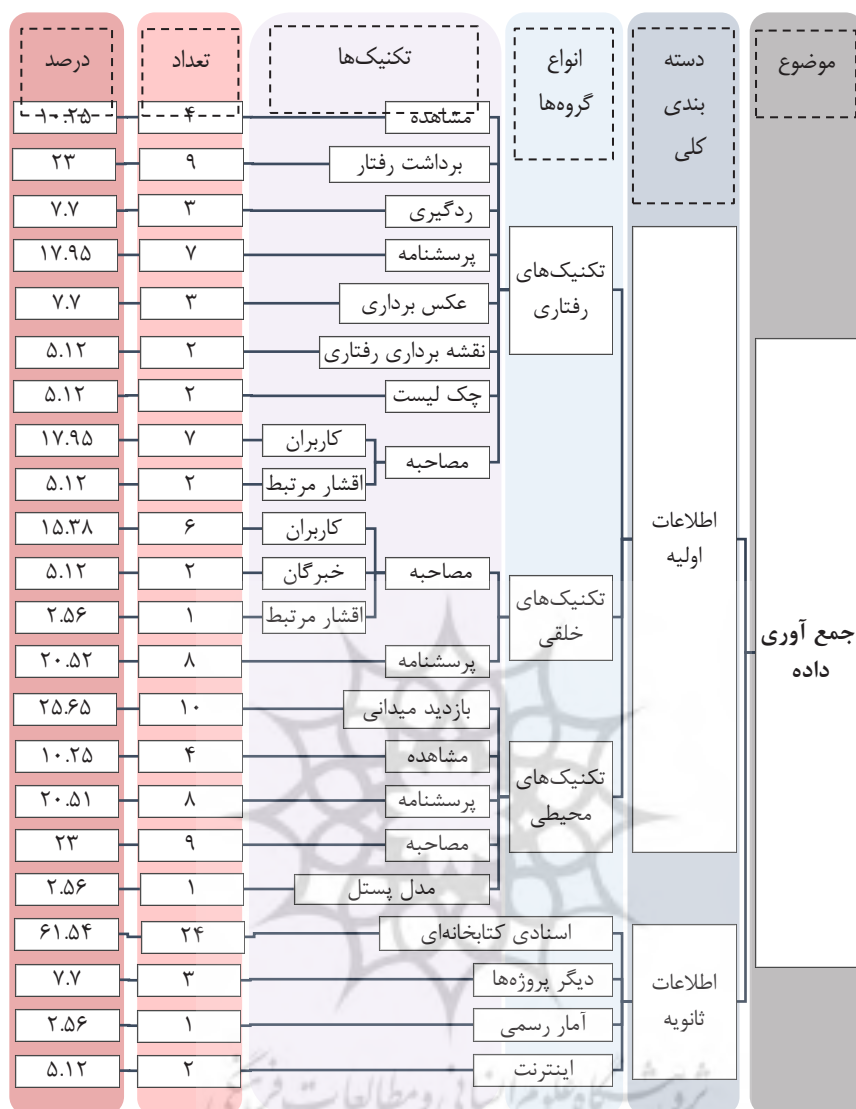 موضوع
دسته
بندی
کلی
انواع
گروه‌ها
تکنیک‌ها
تعداد
درصد
جمع آوری
داده
اطلاعات
اولیه
تکنیک‌های
رفتاری
مشاهده ۴ ۱۰.۲۵
برداشت رفتار ۹ ۲۳
ردگیری ۳ ۷.۷
پرسشنامه ۷ ۱۷.۹۵
عکس برداری ۳ ۷.۷
نقشه برداری رفتاری ۲ ۵.۱۲
چک لیست ۲ ۵.۱۲
مصاحبه
کاربران ۷ ۱۷.۹۵
اقشار مرتبط ۲ ۵.۱۲
تکنیک‌های
خلقی
مصاحبه
کاربران ۶ ۱۵.۳۸
خبرگان ۲ ۵.۱۲
اقشار مرتبط ۱ ۲.۵۶
پرسشنامه ۸ ۲۰.۵۲
تکنیک‌های
محیطی
بازدید میدانی ۱۰ ۲۵.۶۵
مشاهده ۴ ۱۰.۲۵
پرسشنامه ۸ ۲۰.۵۱
مصاحبه ۹ ۲۳
مدل پستل ۱ ۲.۵۶
اطلاعات
ثانویه
اسنادی کتابخانه‌ای ۲۴ ۶۱.۵۴
دیگر پروژه‌ها ۳ ۷.۷
آمار رسمی ۱ ۲.۵۶
اینترنت ۲ ۵.۱۲
پژوهشگاه علوم انسانی و مطالعات فرهنگی